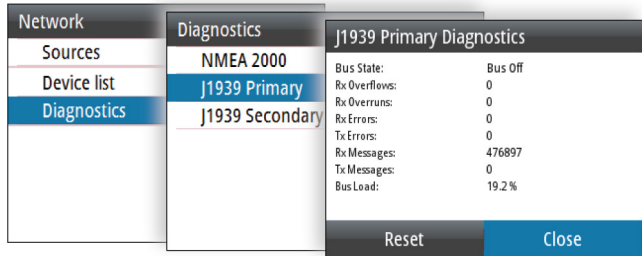 Network
Sources
Device list
Diagnostics
Diagnostics
NMEA 2000
J1939 Primary
J1939 Secondary
J1939 Primary Diagnostics
Bus State: Bus Off
Rx Overflows: 0
Rx Overruns: 0
Rx Errors: 0
Tx Errors: 0
Rx Messages: 476897
Tx Messages: 0
Bus Load: 19.2 %
Reset Close